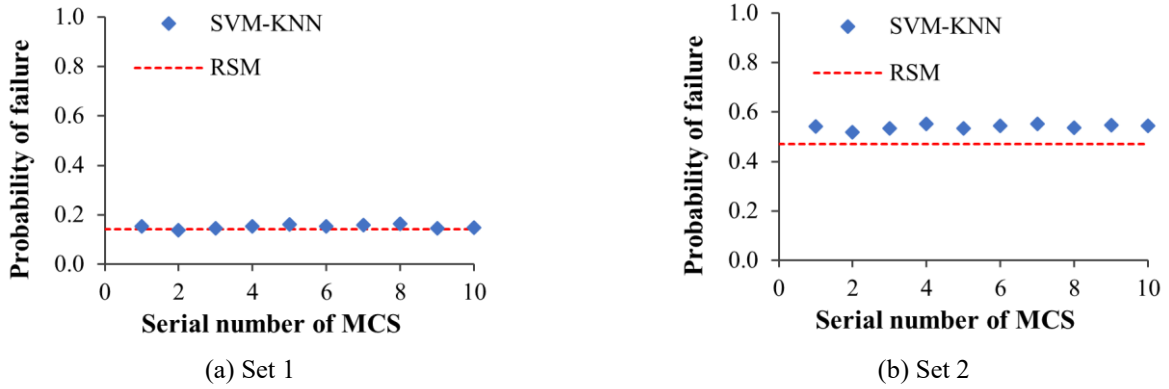 1.0
0.8
0.6
0.4
0.2
0.0
Probability of failure
SVM-KNN
RSM
0 2 4 6 8 10
Serial number of MCS
(a) Set 1
1.0
0.8
0.6
0.4
0.2
0.0
Probability of failure
SVM-KNN
RSM
0 2 4 6 8 10
Serial number of MCS
(b) Set 2